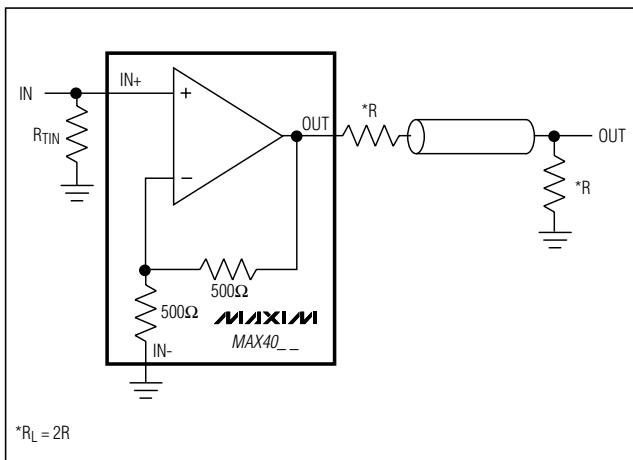 IN
IN+
RTIN
+
−
OUT
*R
OUT
*R
500Ω
500Ω
MAXIM
MAX40_ _
IN-
*RL = 2R